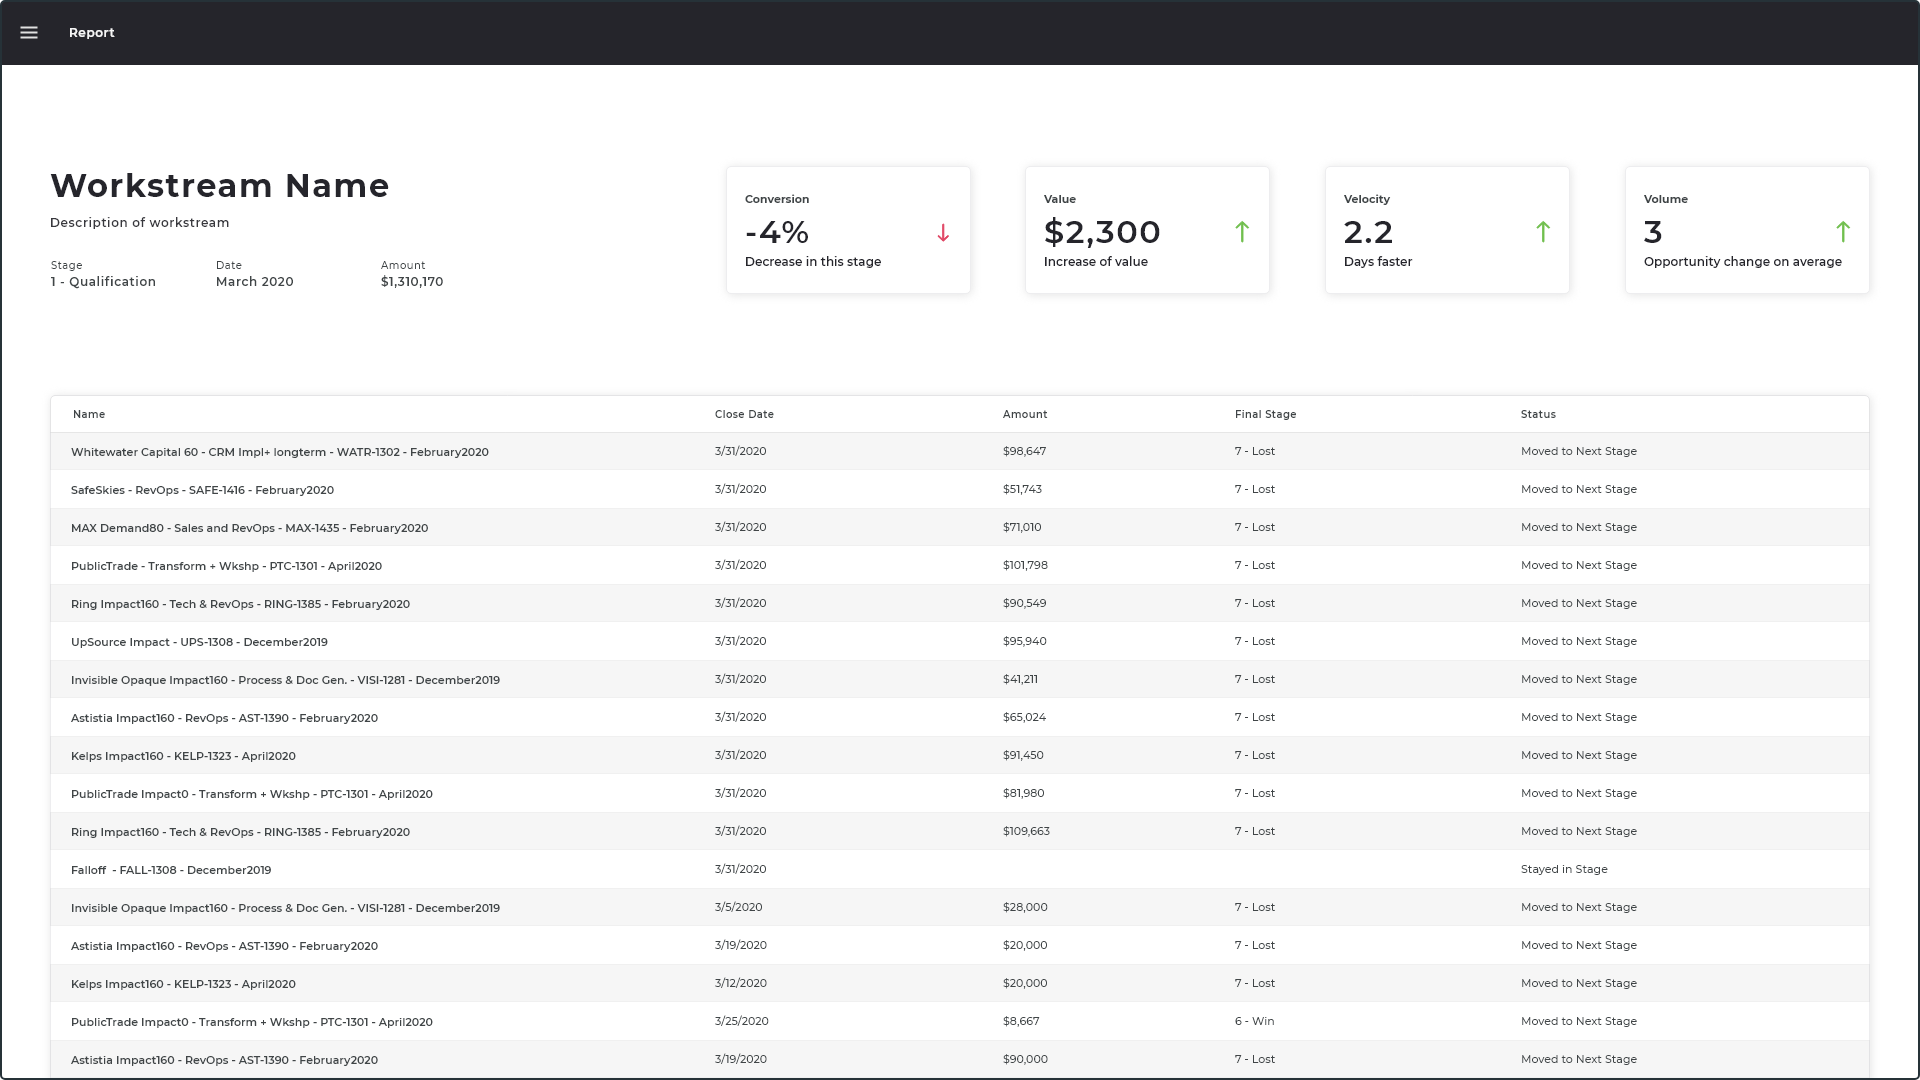 Report
Workstream Name
Description of workstream
Stage Date Amount
1 - Qualification March 2020 $1,310,170
Conversion
-4%
Decrease in this stage
Value
$2,300
Increase of value
Velocity
2.2
Days faster
Volume
3
Opportunity change on average
Name Close Date Amount Final Stage Status
Whitewater Capital 60 - CRM Impl+ longterm - WATR-1302 - February2020 3/31/2020 $98,647 7 - Lost Moved to Next Stage
SafeSkies - RevOps - SAFE-1416 - February2020 3/31/2020 $51,743 7 - Lost Moved to Next Stage
MAX Demand80 - Sales and RevOps - MAX-1435 - February2020 3/31/2020 $71,010 7 - Lost Moved to Next Stage
PublicTrade - Transform + Wkshp - PTC-1301 - April2020 3/31/2020 $101,798 7 - Lost Moved to Next Stage
Ring Impact160 - Tech & RevOps - RING-1385 - February2020 3/31/2020 $90,549 7 - Lost Moved to Next Stage
UpSource Impact - UPS-1308 - December2019 3/31/2020 $95,940 7 - Lost Moved to Next Stage
Invisible Opaque Impact160 - Process & Doc Gen. - VISI-1281 - December2019 3/31/2020 $41,211 7 - Lost Moved to Next Stage
Astistia Impact160 - RevOps - AST-1390 - February2020 3/31/2020 $65,024 7 - Lost Moved to Next Stage
Kelps Impact160 - KELP-1323 - April2020 3/31/2020 $91,450 7 - Lost Moved to Next Stage
PublicTrade Impact0 - Transform + Wkshp - PTC-1301 - April2020 3/31/2020 $81,980 7 - Lost Moved to Next Stage
Ring Impact160 - Tech & RevOps - RING-1385 - February2020 3/31/2020 $109,663 7 - Lost Moved to Next Stage
Falloff - FALL-1308 - December2019 3/31/2020 Stayed in Stage
Invisible Opaque Impact160 - Process & Doc Gen. - VISI-1281 - December2019 3/5/2020 $28,000 7 - Lost Moved to Next Stage
Astistia Impact160 - RevOps - AST-1390 - February2020 3/19/2020 $20,000 7 - Lost Moved to Next Stage
Kelps Impact160 - KELP-1323 - April2020 3/12/2020 $20,000 7 - Lost Moved to Next Stage
PublicTrade Impact0 - Transform + Wkshp - PTC-1301 - April2020 3/25/2020 $8,667 6 - Win Moved to Next Stage
Astistia Impact160 - RevOps - AST-1390 - February2020 3/19/2020 $90,000 7 - Lost Moved to Next Stage